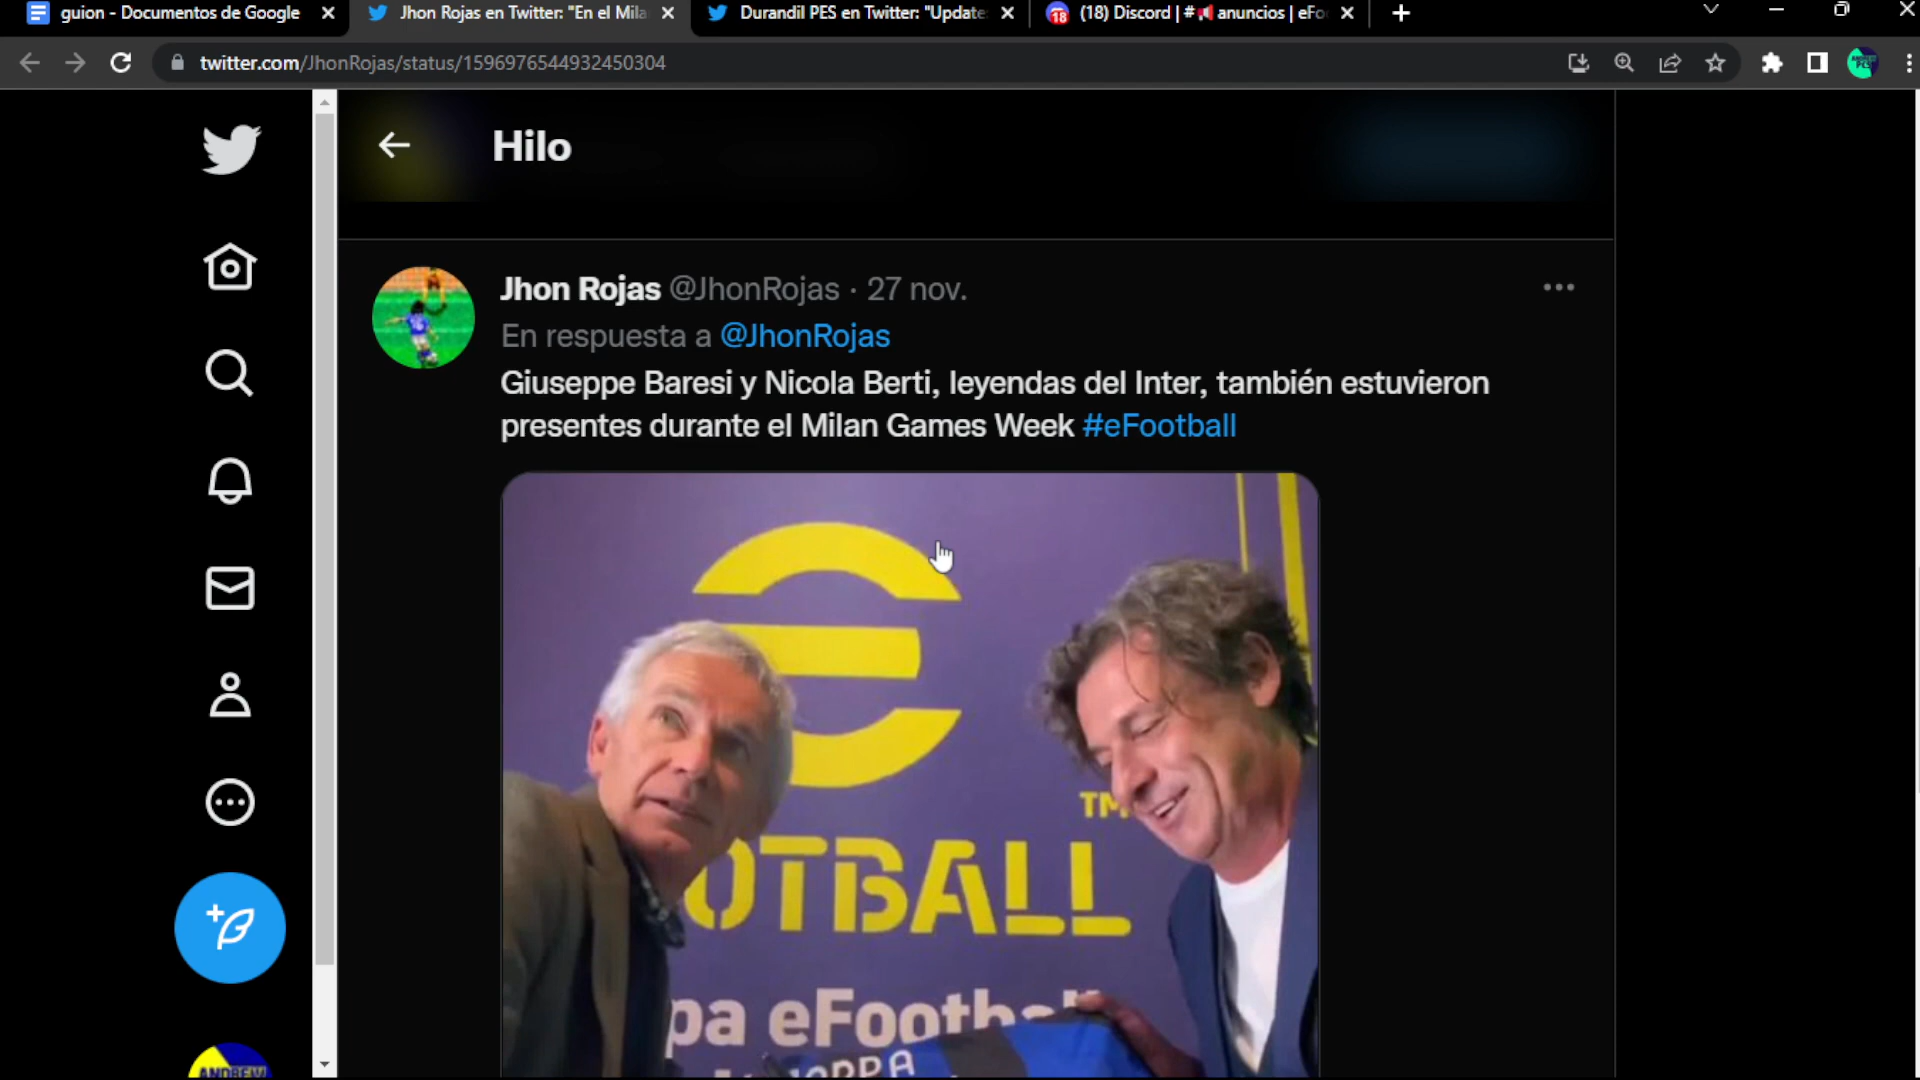 guion - Documentos de Google
Jhon Rojas en Twitter: "En el Mila
Durandil PES en Twitter: "Update
(18) Discord | # anuncios | eFo
twitter.com/JhonRojas/status/1596976544932450304
Hilo
Jhon Rojas @JhonRojas · 27 nov.
En respuesta a @JhonRojas
Giuseppe Baresi y Nicola Berti, leyendas del Inter, también estuvieron
presentes durante el Milan Games Week #eFootball
TM
OTBALL
pa eFootball
ANDREW